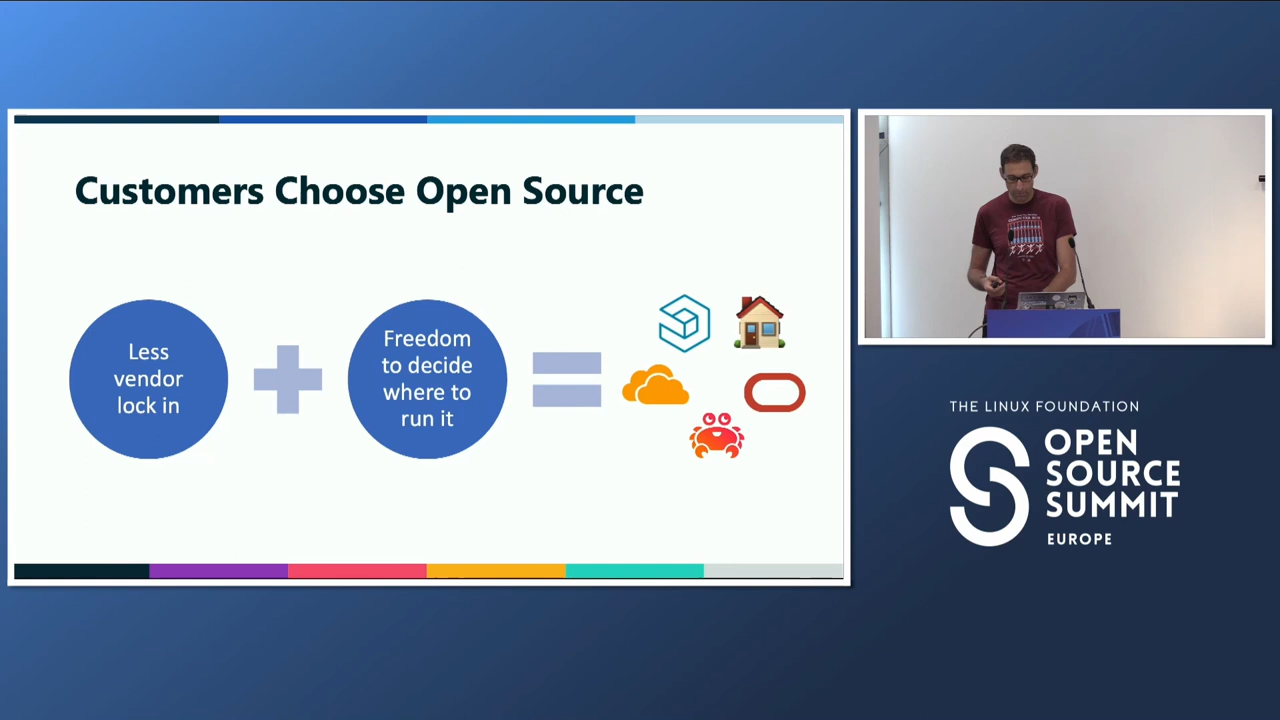 Customers Choose Open Source
Less
vendor
lock in
Freedom
to decide
where to
run it
THE LINUX FOUNDATION
OPEN
SOURCE
SUMMIT
EUROPE